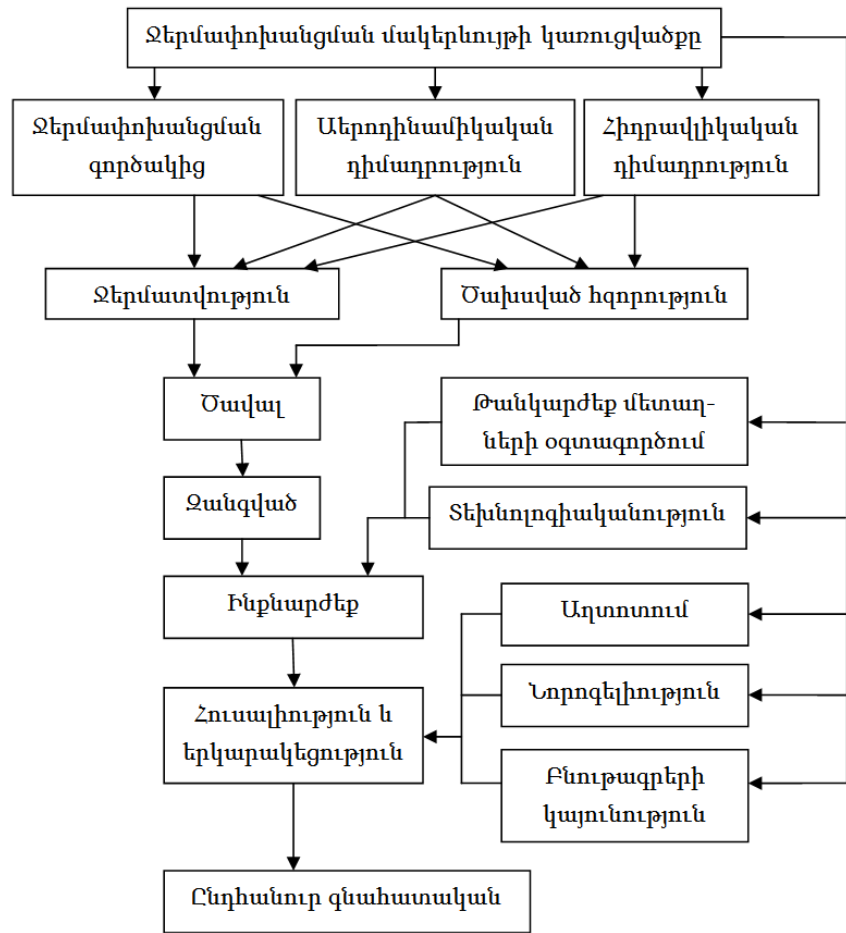 Ջերմափոխանցման մակերևույթի կառուցվածքը
Ջերմափոխանցման
գործակից
Աերոդինամիկական
դիմադրություն
Հիդրավլիկական
դիմադրություն
Ջերմատվություն
Ծախսված հզորություն
Ծավալ
Թանկարժեք մետաղ-
ների օգտագործում
Զանգված
Տեխնոլոգիականություն
Ինքնարժեք
Աղտոտում
Նորոգելիություն
Հուսալիություն և
երկարակեցություն
Բնութագրերի
կայունություն
Ընդհանուր գնահատական